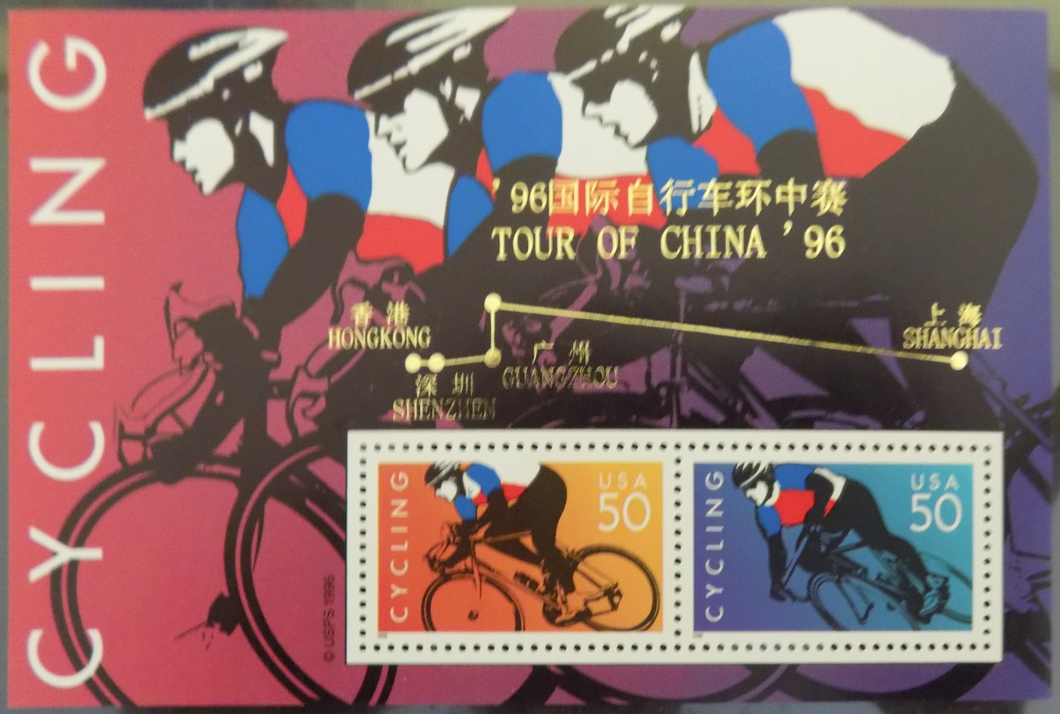 CYCLING
'96国际自行车环中赛
TOUR OF CHINA '96
香港
HONGKONG
上海
SHANGHAI
广州
GUANGZHOU
深圳
SHENZHEN
© USPS 1996
CYCLING
USA
50
CYCLING
USA
50